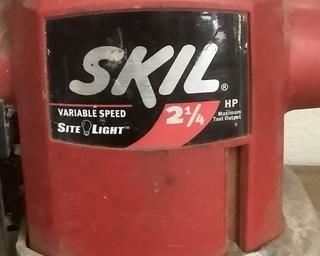 SKIL®
VARIABLE SPEED
SITE LIGHT™
2 1/4 HP
Maximum
Tool Output